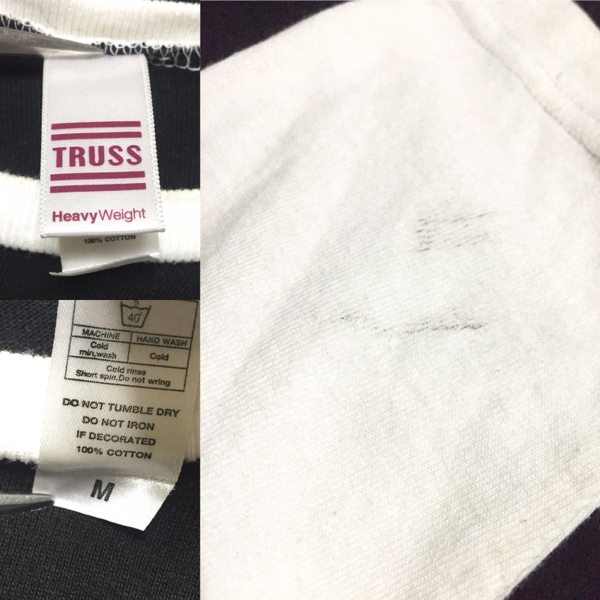 TRUSS
HeavyWeight
100% COTTON
40°
MACHINE
HAND WASH
Cold
min,wash
Cold
Cold rinse
Short spin.Do not wring
DO NOT TUMBLE DRY
DO NOT IRON
IF DECORATED
100% COTTON
M